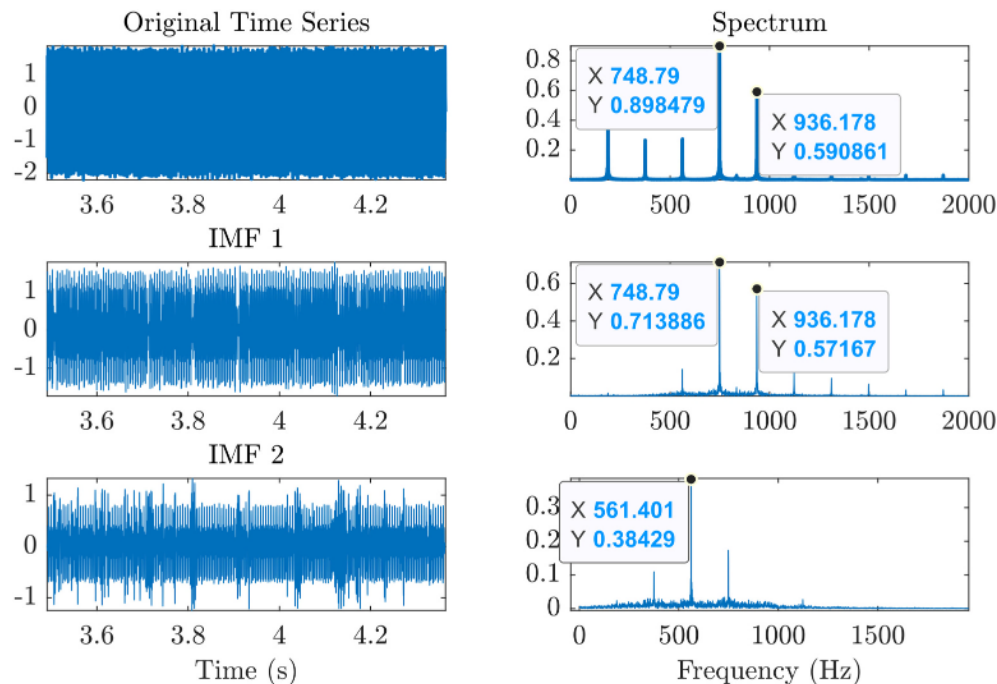 Original Time Series
1
0
-1
-2
3.6 3.8 4 4.2
Spectrum
0.8
0.6
0.4
0.2
X 748.79
Y 0.898479
X 936.178
Y 0.590861
0 500 1000 1500 2000
IMF 1
1
0
-1
3.6 3.8 4 4.2
0.6
0.4
0.2
X 748.79
Y 0.713886
X 936.178
Y 0.57167
0 500 1000 1500 2000
IMF 2
1
0
-1
3.6 3.8 4 4.2
Time (s)
0.3
0.2
0.1
0
X 561.401
Y 0.38429
0 500 1000 1500
Frequency (Hz)